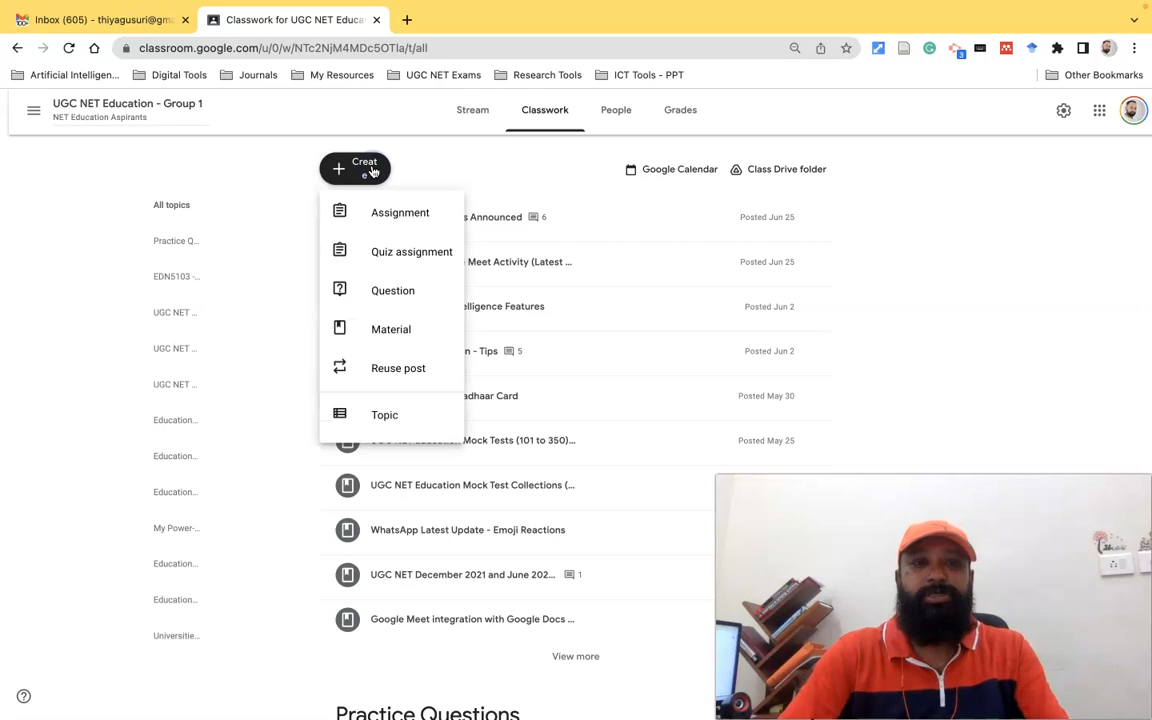 Inbox (605) - thiyagusuri@gm
Classwork for UGC NET Educa
classroom.google.com/u/0/w/NTc2NjM4MDc5OTIa/t/all
Artificial Intelligen...
Digital Tools
Journals
My Resources
UGC NET Exams
Research Tools
ICT Tools - PPT
Other Bookmarks
3
UGC NET Education - Group 1
NET Education Aspirants
Stream
Classwork
People
Grades
Creat
e
Google Calendar
Class Drive folder
All topics
Practice Q...
EDN5103 -...
UGC NET ...
UGC NET ...
UGC NET ...
Education...
Education...
Education...
My Power-...
Education...
Education...
Universitie...
Assignment
Quiz assignment
Question
Material
Reuse post
Topic
s Announced 6
Posted Jun 25
Meet Activity (Latest ...
Posted Jun 25
elligence Features
Posted Jun 2
n - Tips 5
Posted Jun 2
adhaar Card
Posted May 30
Mock Tests (101 to 350)...
Posted May 25
UGC NET Education Mock Test Collections (...
WhatsApp Latest Update - Emoji Reactions
UGC NET December 2021 and June 202... 1
Google Meet integration with Google Docs ...
View more
Practice Questions